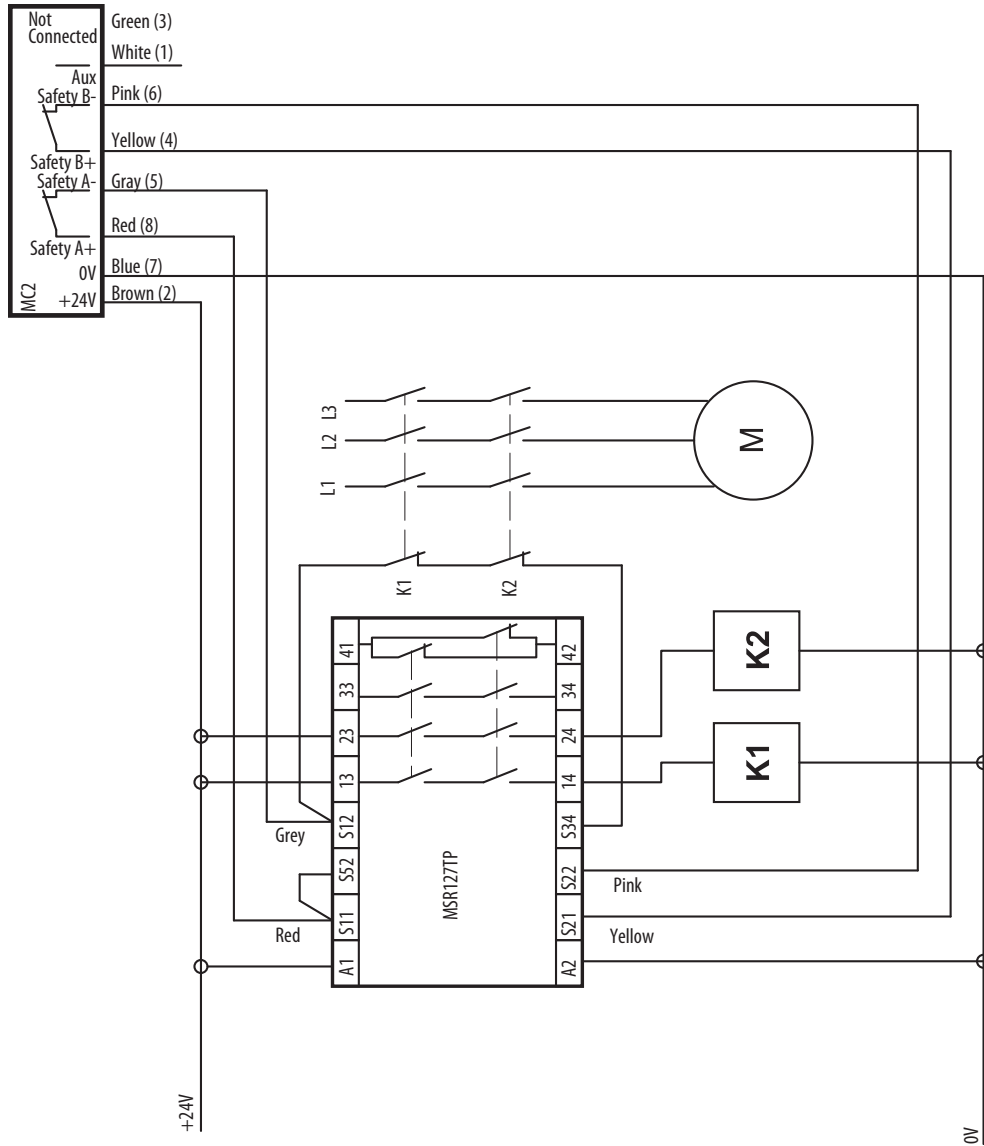 Not
Connected
Green (3)
White (1)
Aux
Safety B-
Pink (6)
Yellow (4)
Safety B+
Safety A-
Gray (5)
Red (8)
Safety A+
0V
Blue (7)
MC2
+24V
Brown (2)
L3
L2
L1
M
K1
K2
41
33
23
13
S12
S52
S11
A1
MSR127TP
42
34
24
14
S34
S22
S21
A2
Grey
Red
Pink
Yellow
K2
K1
+24V
0V